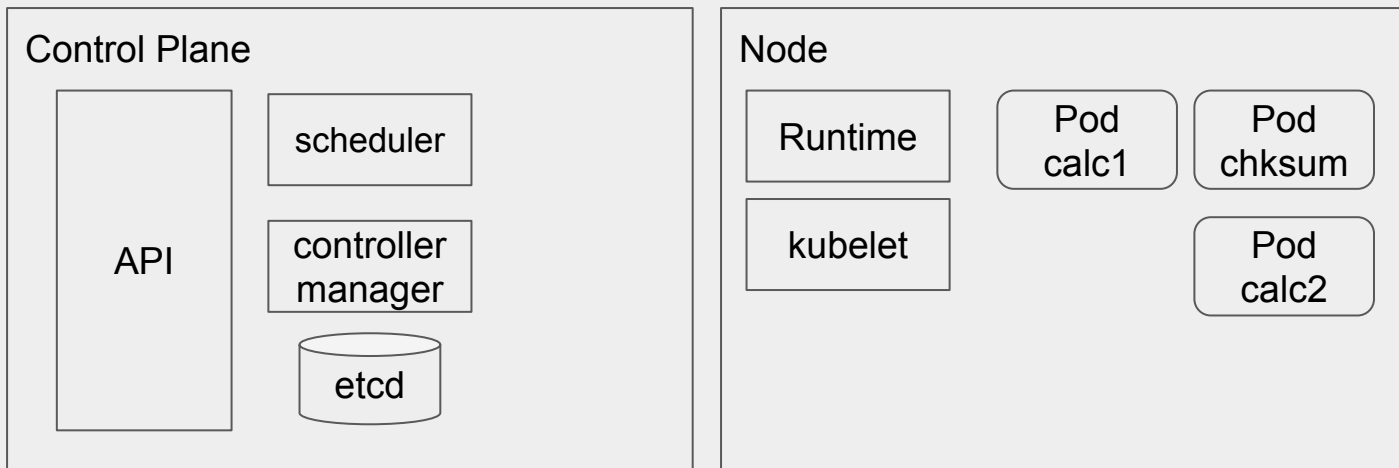 Control Plane
API
scheduler
controller
manager
etcd
Node
Runtime
kubelet
Pod
calc1
Pod
chksum
Pod
calc2